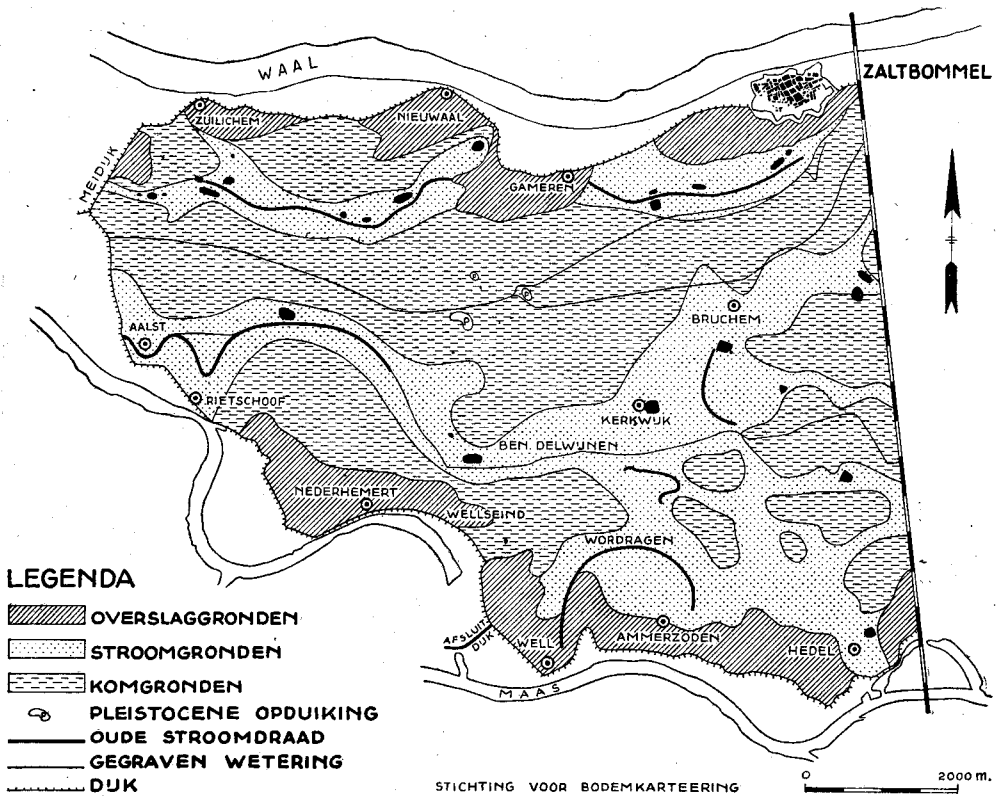 WAAL
ZALTBOMMEL
ZUILICHEM
NIEUWAAL
MEIDIJK
GAMEREN
BRUCHEM
AALST
RIETSCHOOF
KERKWIJK
BEN. DELWIJNEN
NEDERHEMERT
WELLSEIND
WORDRAGEN
AFSLUIT
DIJK
WELL
AMMERZODEN
HEDEL
MAAS
LEGENDA
OVERSLAGGRONDEN
STROOMGRONDEN
KOMGRONDEN
PLEISTOCENE OPDUIKING
OUDE STROOMDRAAD
GEGRAVEN WETERING
DIJK
STICHTING VOOR BODEMKARTEERING
0 2000 m.